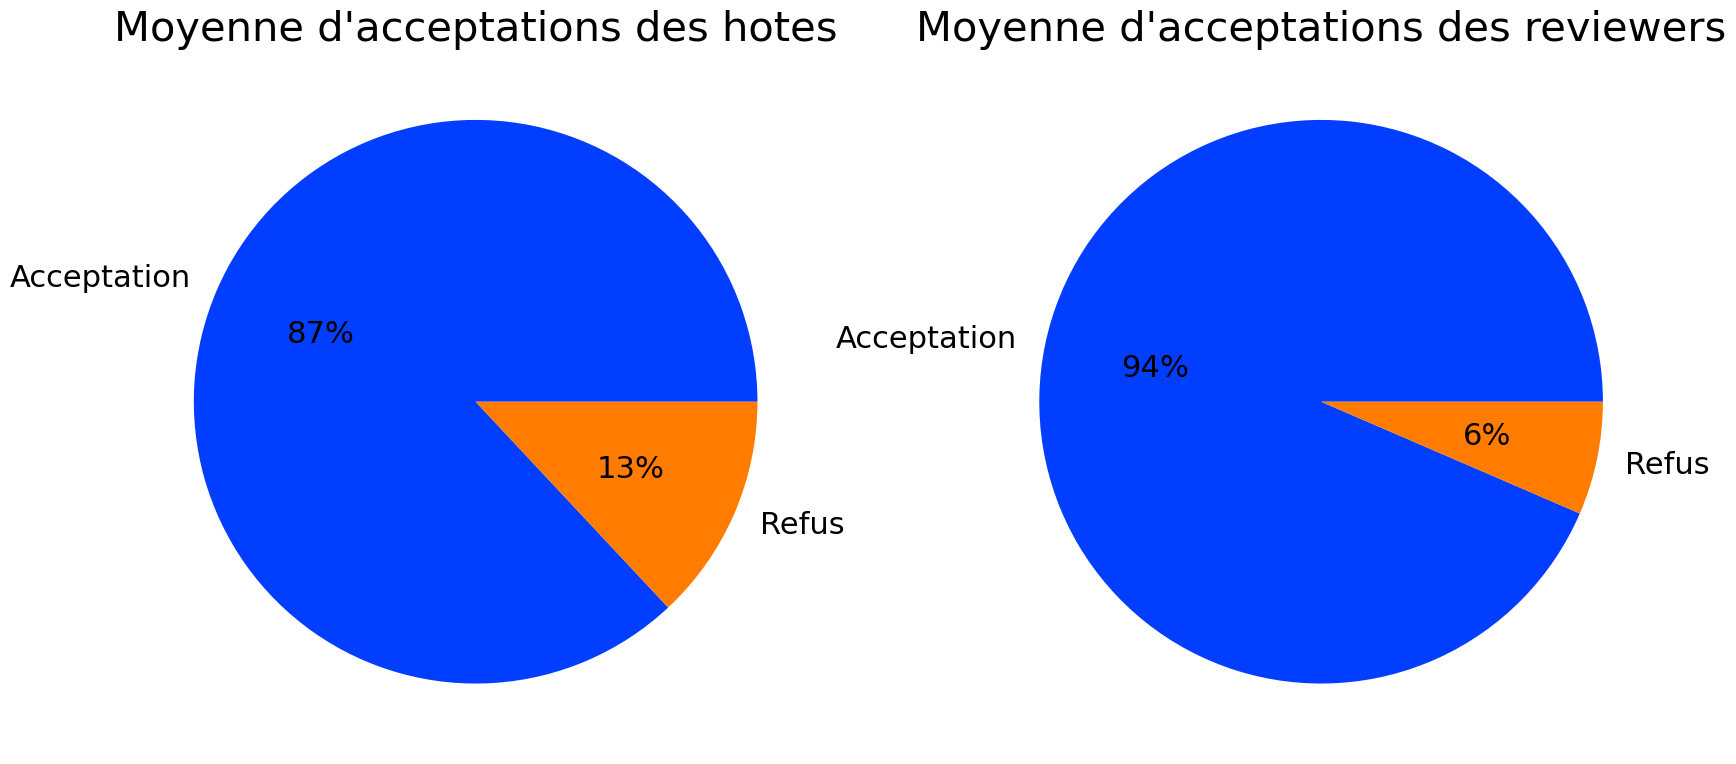 Moyenne d'acceptations des hotes
Acceptation
87%
13%
Refus
Moyenne d'acceptations des reviewers
Acceptation
94%
6%
Refus